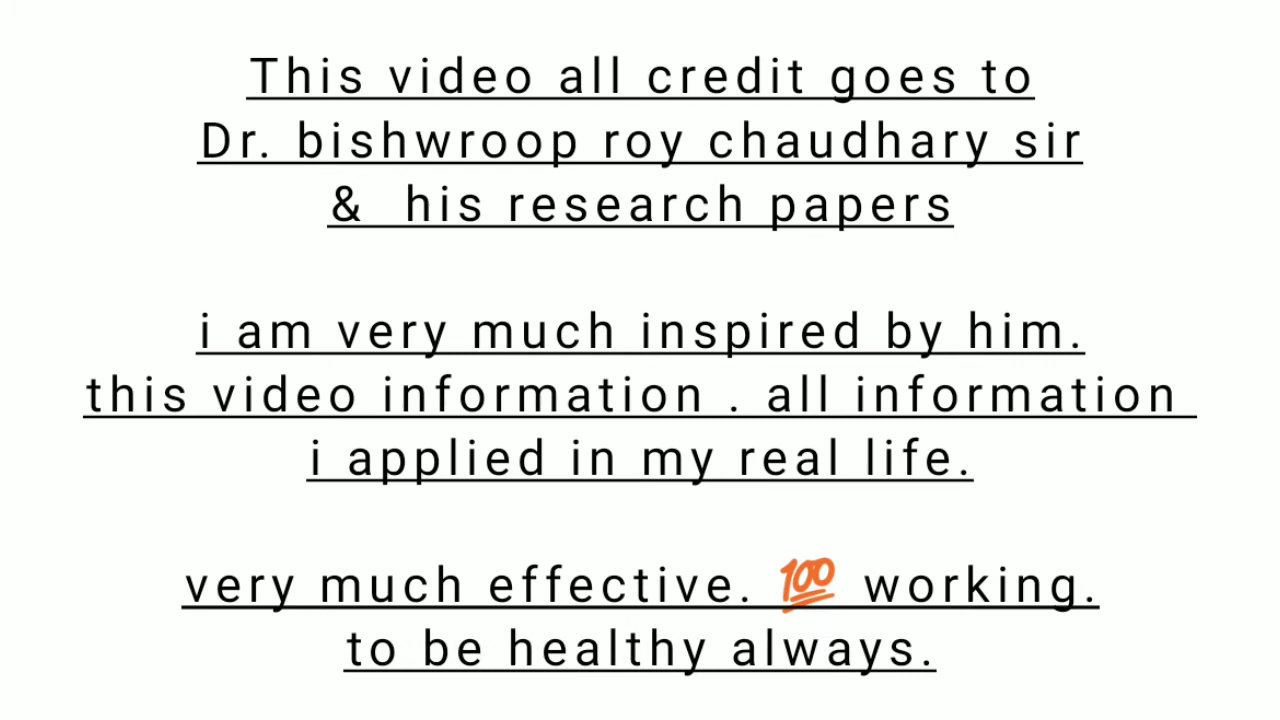 This video all credit goes to
Dr. bishwroop roy chaudhary sir
& his research papers
i am very much inspired by him.
this video information . all information
i applied in my real life.
very much effective. 💯 working.
to be healthy always.